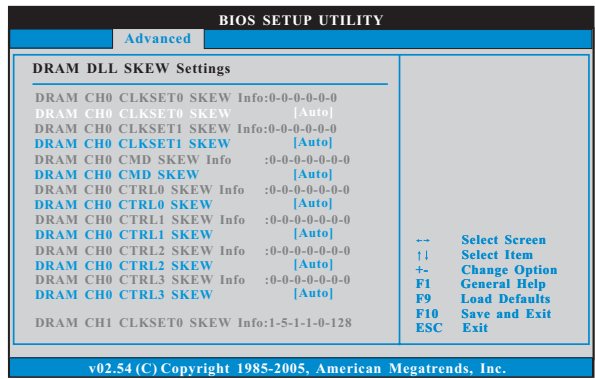 BIOS SETUP UTILITY
Advanced
DRAM DLL SKEW Settings
DRAM CH0 CLKSET0 SKEW Info:0-0-0-0-0-0
DRAM CH0 CLKSET0 SKEW [Auto]
DRAM CH0 CLKSET1 SKEW Info:0-0-0-0-0-0
DRAM CH0 CLKSET1 SKEW [Auto]
DRAM CH0 CMD SKEW Info :0-0-0-0-0-0-0
DRAM CH0 CMD SKEW [Auto]
DRAM CH0 CTRL0 SKEW Info :0-0-0-0-0-0-0
DRAM CH0 CTRL0 SKEW [Auto]
DRAM CH0 CTRL1 SKEW Info :0-0-0-0-0-0-0
DRAM CH0 CTRL1 SKEW [Auto]
DRAM CH0 CTRL2 SKEW Info :0-0-0-0-0-0-0
DRAM CH0 CTRL2 SKEW [Auto]
DRAM CH0 CTRL3 SKEW Info :0-0-0-0-0-0-0
DRAM CH0 CTRL3 SKEW [Auto]
DRAM CH1 CLKSET0 SKEW Info:1-5-1-1-0-128
←→ Select Screen
↑↓ Select Item
+- Change Option
F1 General Help
F9 Load Defaults
F10 Save and Exit
ESC Exit
v02.54 (C) Copyright 1985-2005, American Megatrends, Inc.